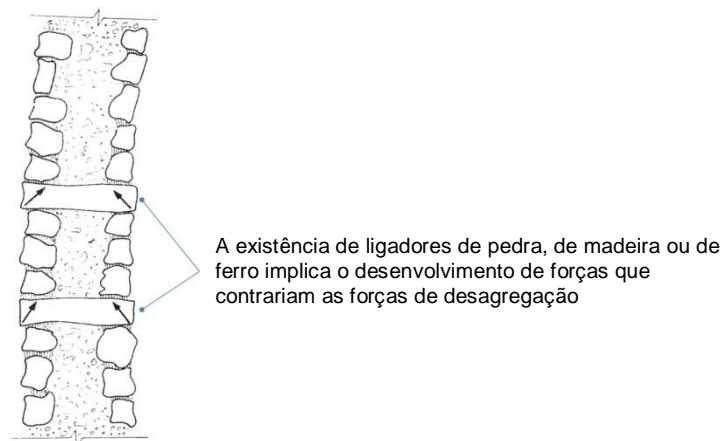 A existência de ligadores de pedra, de madeira ou de
ferro implica o desenvolvimento de forças que
contrariam as forças de desagregação